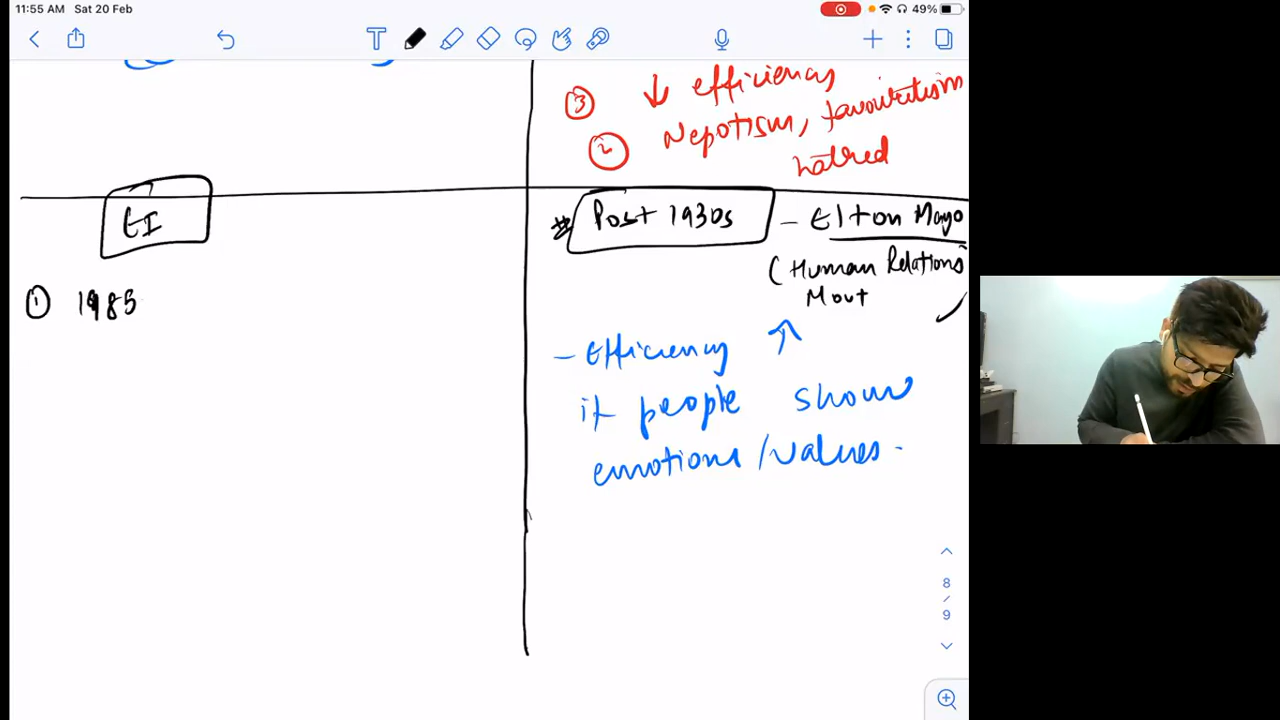 11:55 AM Sat 20 Feb
49%
③ ↓ efficiency
② Nepotism, favouritism
hatred
EI
① 1985
Post 1930s - Elton Mayo
(Human Relations
Movt
- Efficiency ↑
if people show
emotions/values -
8
/
9